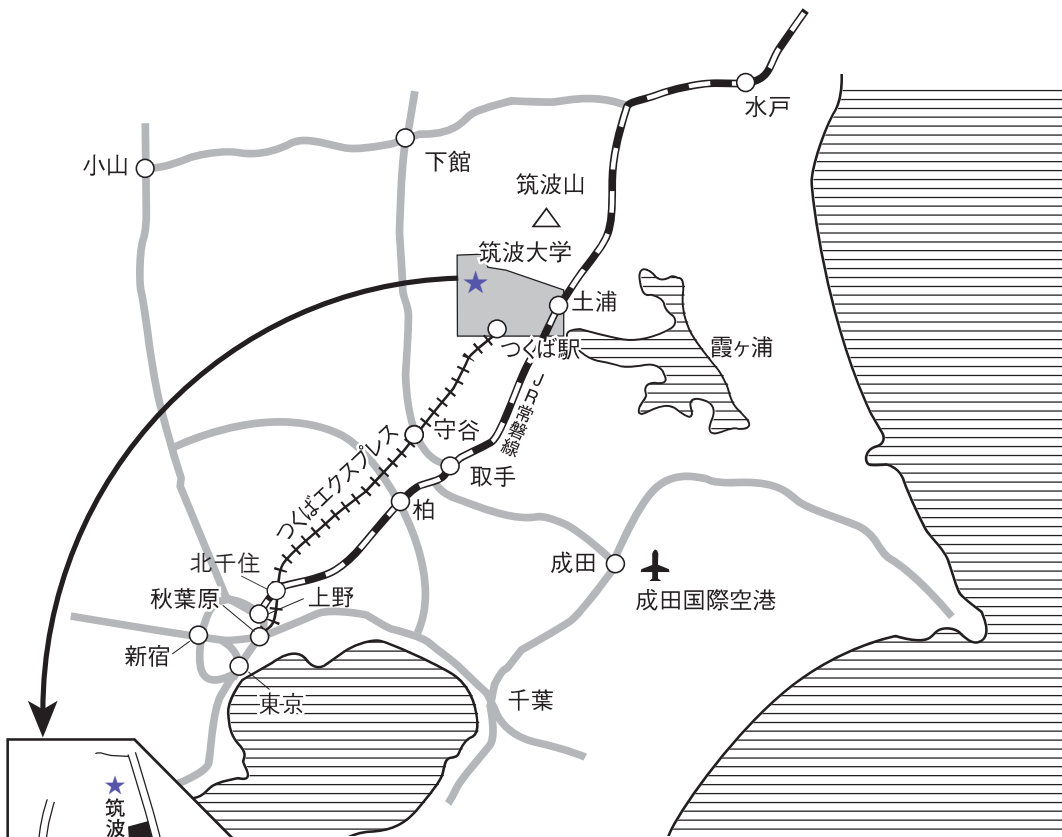 水戸
下館
小山
筑波山
筑波大学
土浦
つくば駅
霞ヶ浦
JR常磐線
守谷
つくばエクスプレス
取手
柏
北千住
成田
秋葉原
上野
成田国際空港
新宿
東京
千葉
筑波